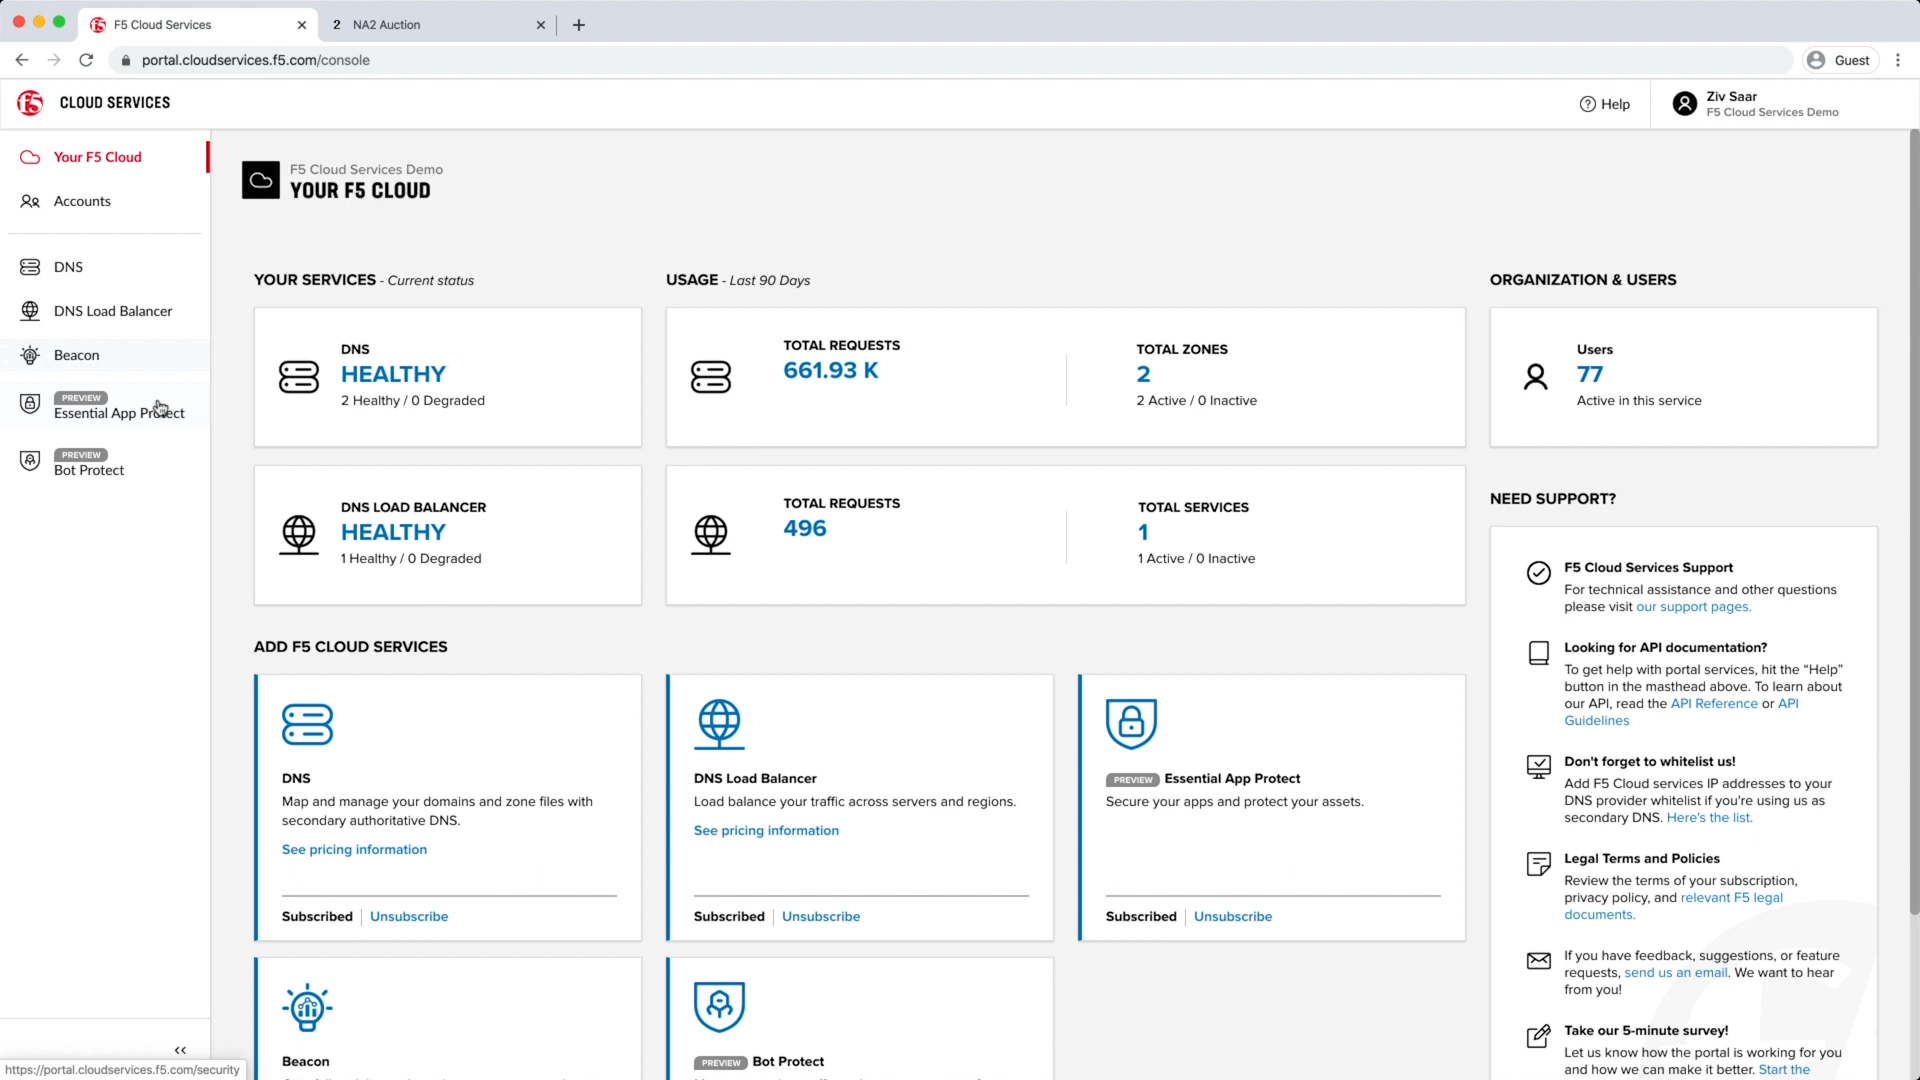 F5 Cloud Services
2 NA2 Auction
portal.cloudservices.f5.com/console
Guest
f5 CLOUD SERVICES
Help
Ziv Saar
F5 Cloud Services Demo
Your F5 Cloud
Accounts
DNS
DNS Load Balancer
Beacon
PREVIEW
Essential App Protect
PREVIEW
Bot Protect
F5 Cloud Services Demo
YOUR F5 CLOUD
YOUR SERVICES - Current status
DNS
HEALTHY
2 Healthy / 0 Degraded
DNS LOAD BALANCER
HEALTHY
1 Healthy / 0 Degraded
USAGE - Last 90 Days
TOTAL REQUESTS
661.93 K
TOTAL ZONES
2
2 Active / 0 Inactive
TOTAL REQUESTS
496
TOTAL SERVICES
1
1 Active / 0 Inactive
ORGANIZATION & USERS
Users
77
Active in this service
ADD F5 CLOUD SERVICES
DNS
Map and manage your domains and zone files with
secondary authoritative DNS.
See pricing information
Subscribed Unsubscribe
DNS Load Balancer
Load balance your traffic across servers and regions.
See pricing information
Subscribed Unsubscribe
PREVIEW Essential App Protect
Secure your apps and protect your assets.
Subscribed Unsubscribe
Beacon
PREVIEW Bot Protect
NEED SUPPORT?
F5 Cloud Services Support
For technical assistance and other questions
please visit our support pages.
Looking for API documentation?
To get help with portal services, hit the “Help”
button in the masthead above. To learn about
our API, read the API Reference or API
Guidelines
Don't forget to whitelist us!
Add F5 Cloud services IP addresses to your
DNS provider whitelist if you're using us as
secondary DNS. Here's the list.
Legal Terms and Policies
Review the terms of your subscription,
privacy policy, and relevant F5 legal
documents.
If you have feedback, suggestions, or feature
requests, send us an email. We want to hear
from you!
Take our 5-minute survey!
Let us know how the portal is working for you
and how we can make it better. Start the
https://portal.cloudservices.f5.com/security